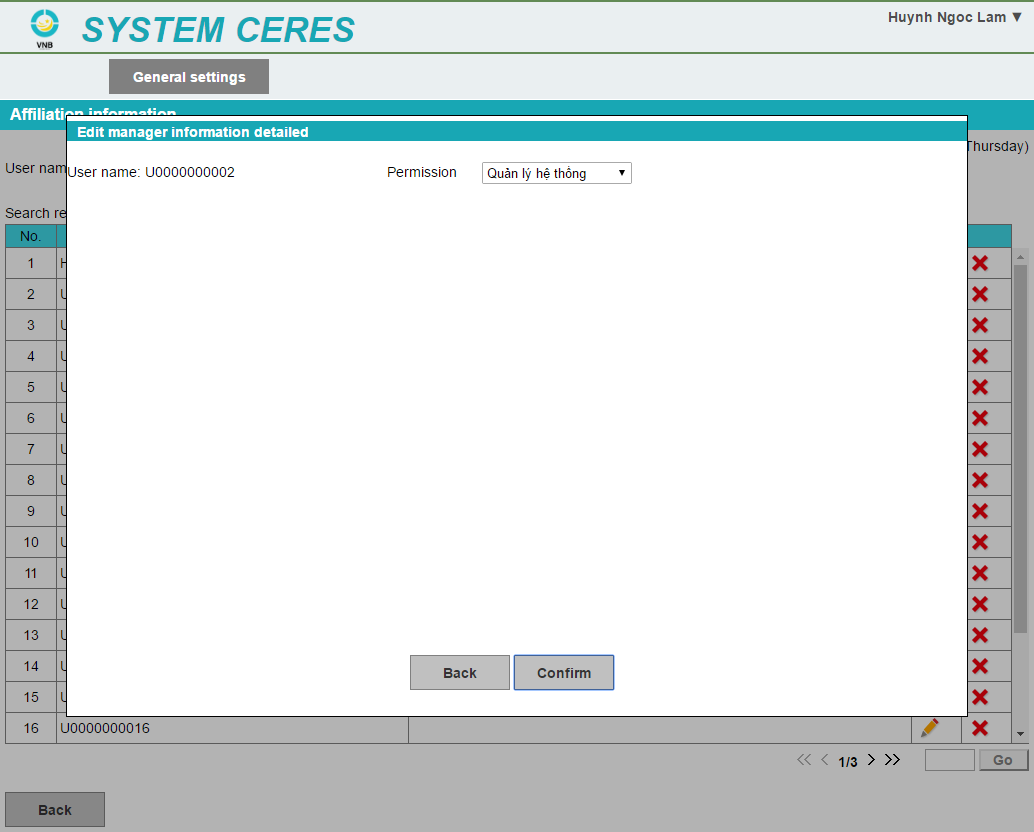 VNB
SYSTEM CERES
Huynh Ngoc Lam ▼
General settings
Affiliation information
Edit manager information detailed
Thursday)
User name: U0000000002
Permission
Quản lý hệ thống
Search re
No.
1
2
3
4
5
6
7
8
9
10
11
12
13
14
15
Back
Confirm
16 U0000000016
1/3
Go
Back